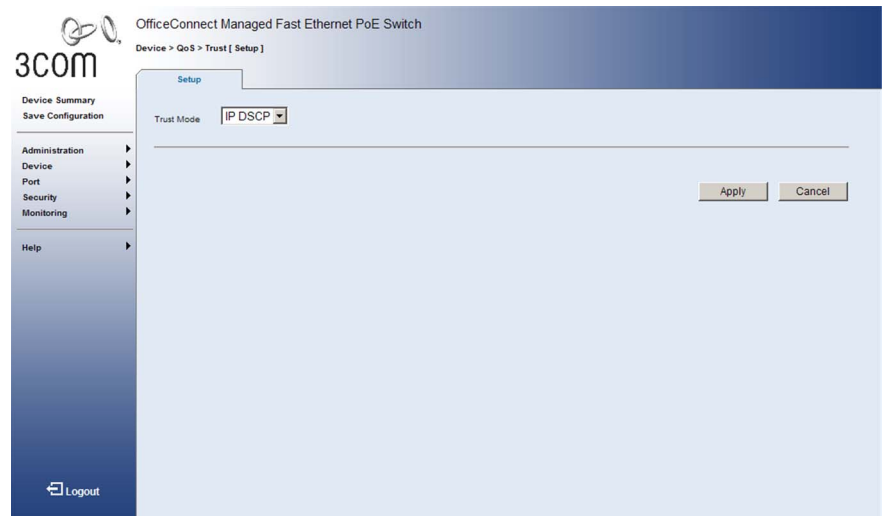 OfficeConnect Managed Fast Ethernet PoE Switch
Device > QoS > Trust [ Setup ]
3COM
Setup
Device Summary
Save Configuration
Trust Mode IP DSCP
Administration
Device
Port
Security
Monitoring
Apply Cancel
Help
Logout